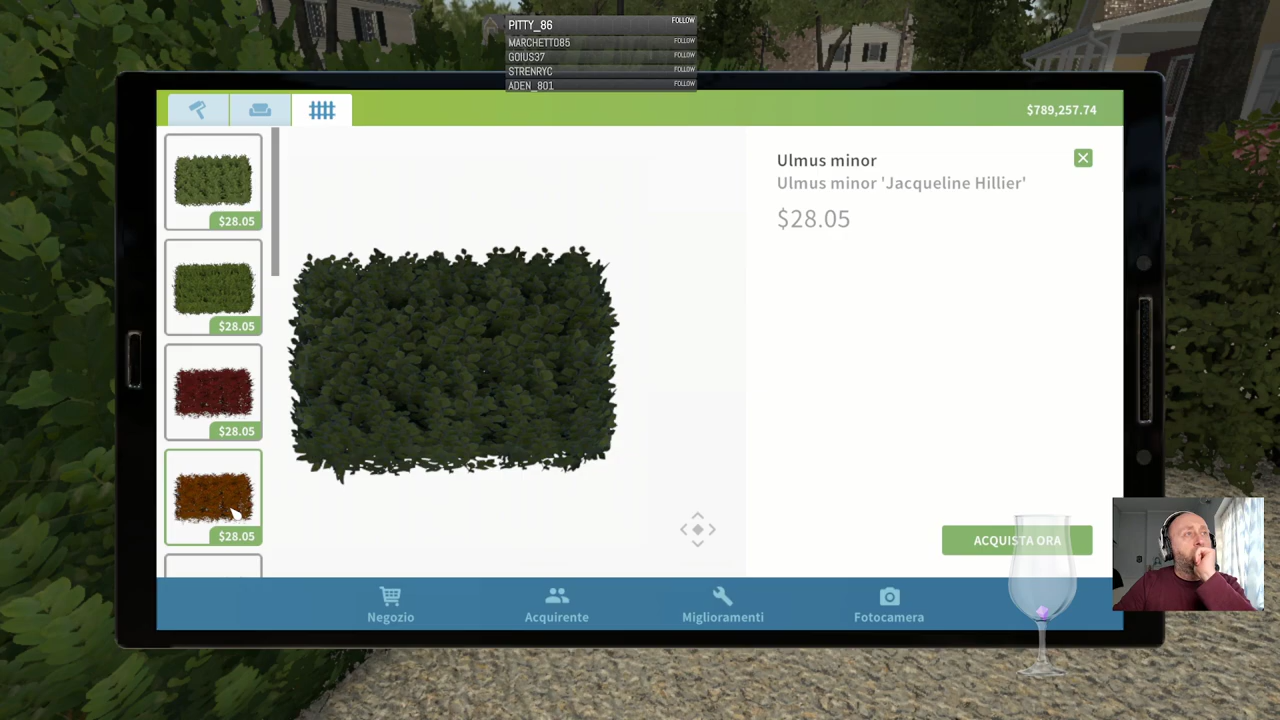 PITTY_86 FOLLOW
MARCHETTO85 FOLLOW
GOIUS37 FOLLOW
STRENRYC FOLLOW
ADEN_801 FOLLOW
$789,257.74
$28.05
$28.05
$28.05
$28.05
Ulmus minor
Ulmus minor 'Jacqueline Hillier'
$28.05
ACQUISTA ORA
Negozio
Acquirente
Miglioramenti
Fotocamera